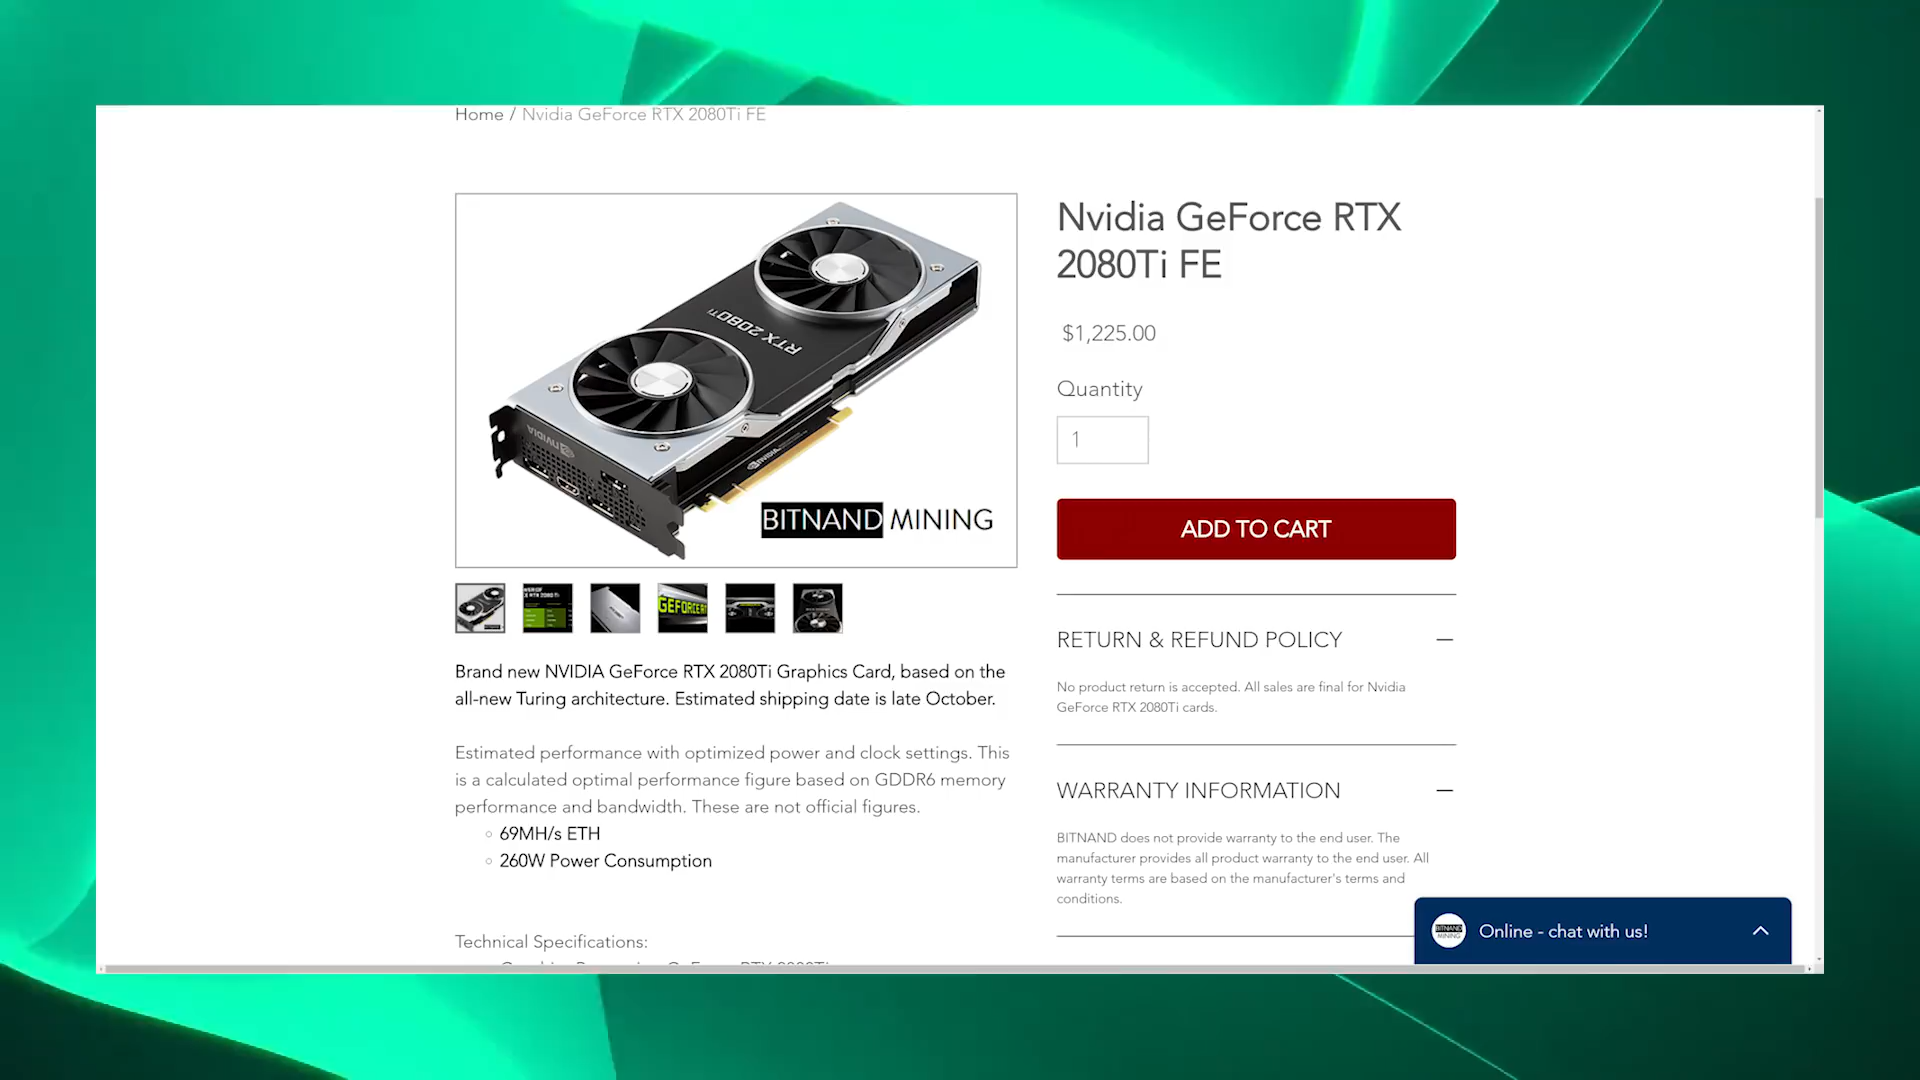 Home / Nvidia GeForce RTX 2080Ti FE
RTX 2080Ti
NVIDIA
NVIDIA
BITNAND MINING
GEFORCE RT
Brand new NVIDIA GeForce RTX 2080Ti Graphics Card, based on the
all-new Turing architecture. Estimated shipping date is late October.
Estimated performance with optimized power and clock settings. This
is a calculated optimal performance figure based on GDDR6 memory
performance and bandwidth. These are not official figures.
69MH/s ETH
260W Power Consumption
Technical Specifications:
Nvidia GeForce RTX
2080Ti FE
$1,225.00
Quantity
1
ADD TO CART
RETURN & REFUND POLICY
No product return is accepted. All sales are final for Nvidia
GeForce RTX 2080Ti cards.
WARRANTY INFORMATION
BITNAND does not provide warranty to the end user. The
manufacturer provides all product warranty to the end user. All
warranty terms are based on the manufacturer's terms and
conditions.
BITNAND
MINING
Online - chat with us!